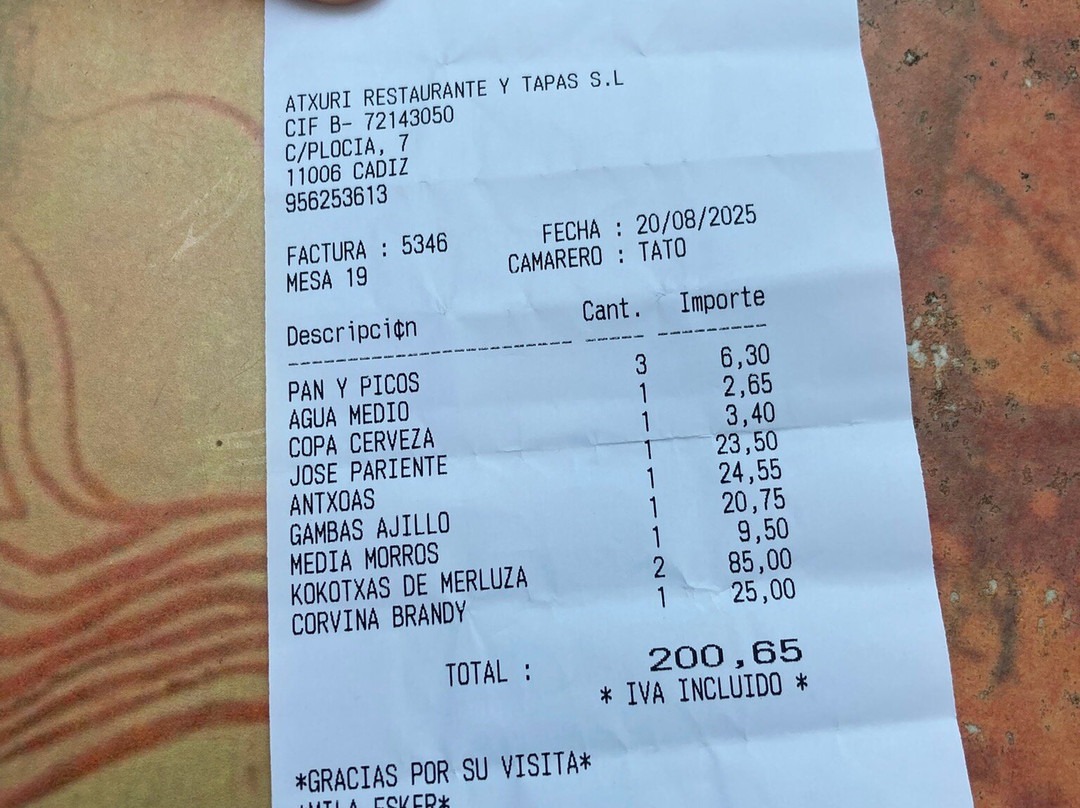 ATXURI RESTAURANTE Y TAPAS S.L
CIF B- 72143050
C/PLOCIA, 7
11006 CADIZ
956253613
FACTURA : 5346 FECHA : 20/08/2025
MESA 19 CAMARERO : TATO
Descripci¢n Cant. Importe
PAN Y PICOS 3 6,30
AGUA MEDIO 1 2,65
COPA CERVEZA 1 3,40
JOSE PARIENTE 1 23,50
ANTXOAS 1 24,55
GAMBAS AJILLO 1 20,75
MEDIA MORROS 1 9,50
KOKOTXAS DE MERLUZA 2 85,00
CORVINA BRANDY 1 25,00
TOTAL : 200,65
* IVA INCLUIDO *
*GRACIAS POR SU VISITA*
*MILA ESKER*